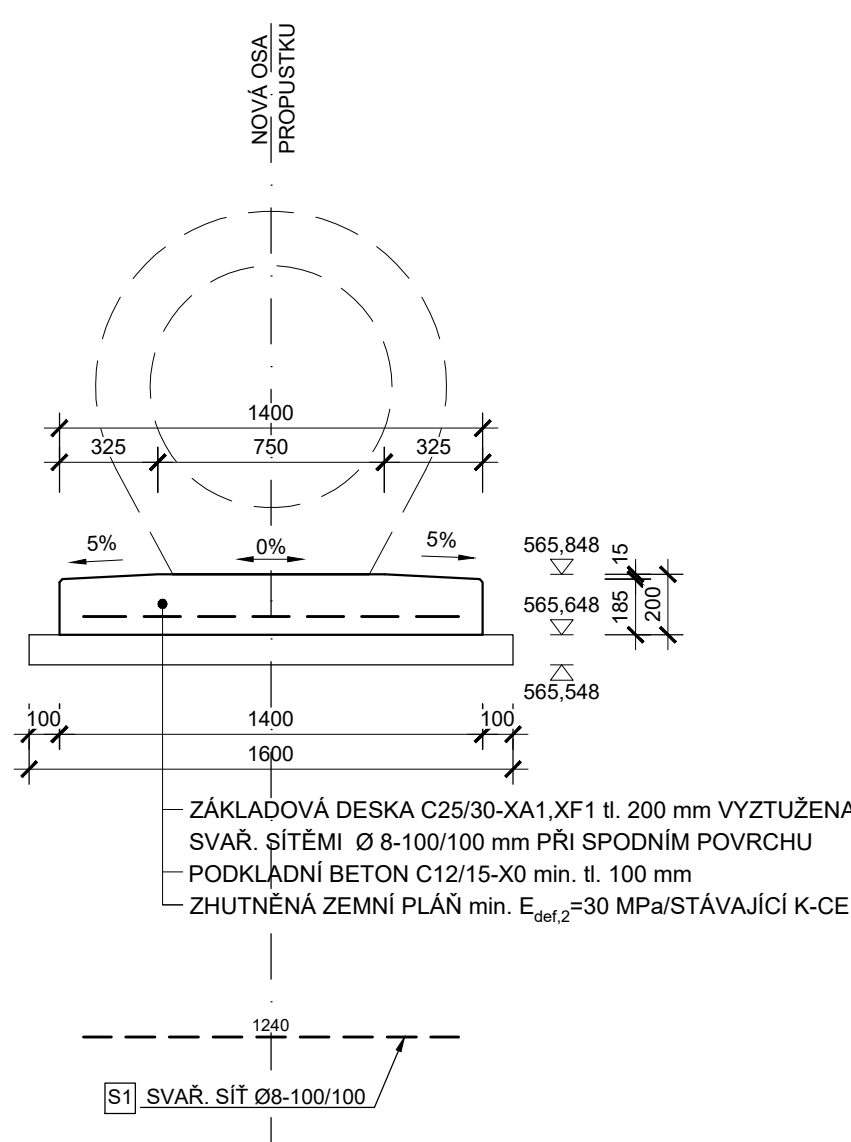 NOVÁ OSA
PROPUSTKU
1400
325
750
325
5%
0%
5%
565,848
15
565,648
185
200
565,548
100
1400
100
1600
ZÁKLADOVÁ DESKA C25/30-XA1,XF1 tl. 200 mm VYZTUŽENA
SVAŘ. SÍTĚMI Ø 8-100/100 mm PŘI SPODNÍM POVRCHU
PODKLADNÍ BETON C12/15-X0 min. tl. 100 mm
ZHUTNĚNÁ ZEMNÍ PLÁŇ min. Edef,2=30 MPa/STÁVAJÍCÍ K-CE
1240
S1 SVAŘ. SÍŤ Ø8-100/100